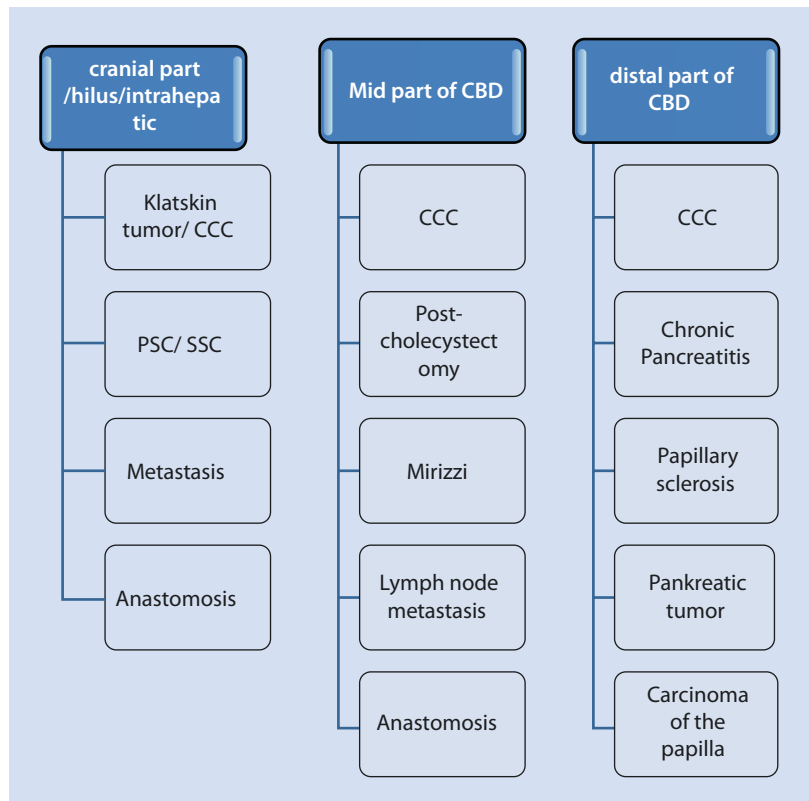 cranial part
/hilus/intrahepa
tic
Klatskin
tumor/ CCC
PSC/ SSC
Metastasis
Anastomosis
Mid part of CBD
CCC
Post-
cholecystect
omy
Mirizzi
Lymph node
metastasis
Anastomosis
distal part of
CBD
CCC
Chronic
Pancreatitis
Papillary
sclerosis
Pankreatic
tumor
Carcinoma
of the
papilla